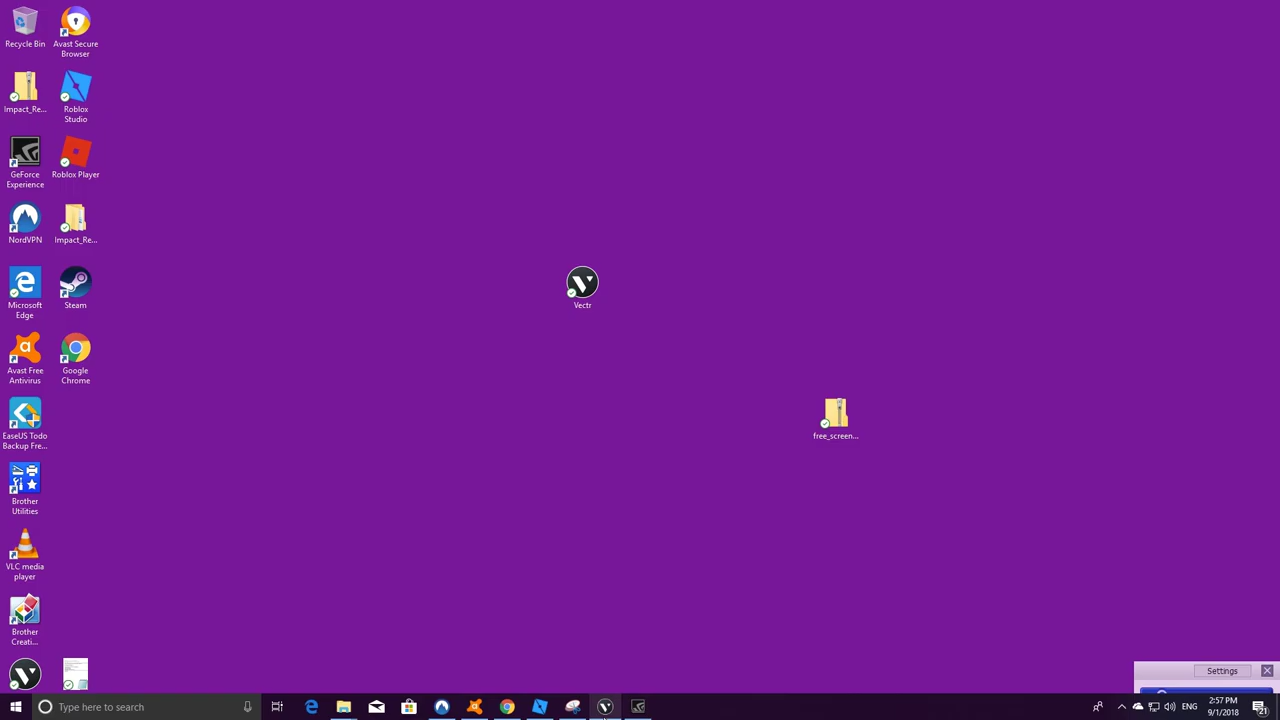 Recycle Bin
Avast Secure
Browser
Impact_Re...
Roblox
Studio
GeForce
Experience
Roblox Player
NordVPN
Impact_Re...
Microsoft
Edge
Steam
Vectr
Avast Free
Antivirus
Google
Chrome
EaseUS Todo
Backup Fre...
free_screen...
Brother
Utilities
VLC media
player
Brother
Creati...
Settings
Type here to search
ENG
2:57 PM
9/1/2018
21